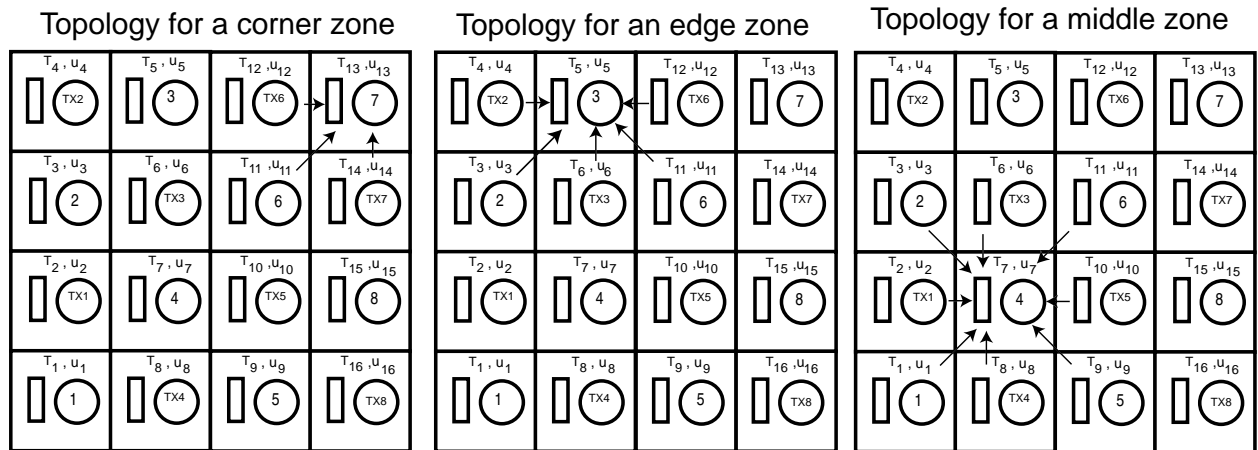 Topology for a corner zone
T4 , u4 T5 , u5 T12 ,u12 T13 ,u13
TX2 3 TX6 7
T3 , u3 T6 , u6 T11 ,u11 T14 ,u14
2 TX3 6 TX7
T2 , u2 T7 , u7 T10 ,u10 T15 ,u15
TX1 4 TX5 8
T1 , u1 T8 , u8 T9 , u9 T16 ,u16
1 TX4 5 TX8
Topology for an edge zone
T4 , u4 T5 , u5 T12 ,u12 T13 ,u13
TX2 3 TX6 7
T3 , u3 T6 , u6 T11 ,u11 T14 ,u14
2 TX3 6 TX7
T2 , u2 T7 , u7 T10 ,u10 T15 ,u15
TX1 4 TX5 8
T1 , u1 T8 , u8 T9 , u9 T16 ,u16
1 TX4 5 TX8
Topology for a middle zone
T4 , u4 T5 , u5 T12 ,u12 T13 ,u13
TX2 3 TX6 7
T3 , u3 T6 , u6 T11 ,u11 T14 ,u14
2 TX3 6 TX7
T2 , u2 T7 , u7 T10 ,u10 T15 ,u15
TX1 4 TX5 8
T1 , u1 T8 , u8 T9 , u9 T16 ,u16
1 TX4 5 TX8